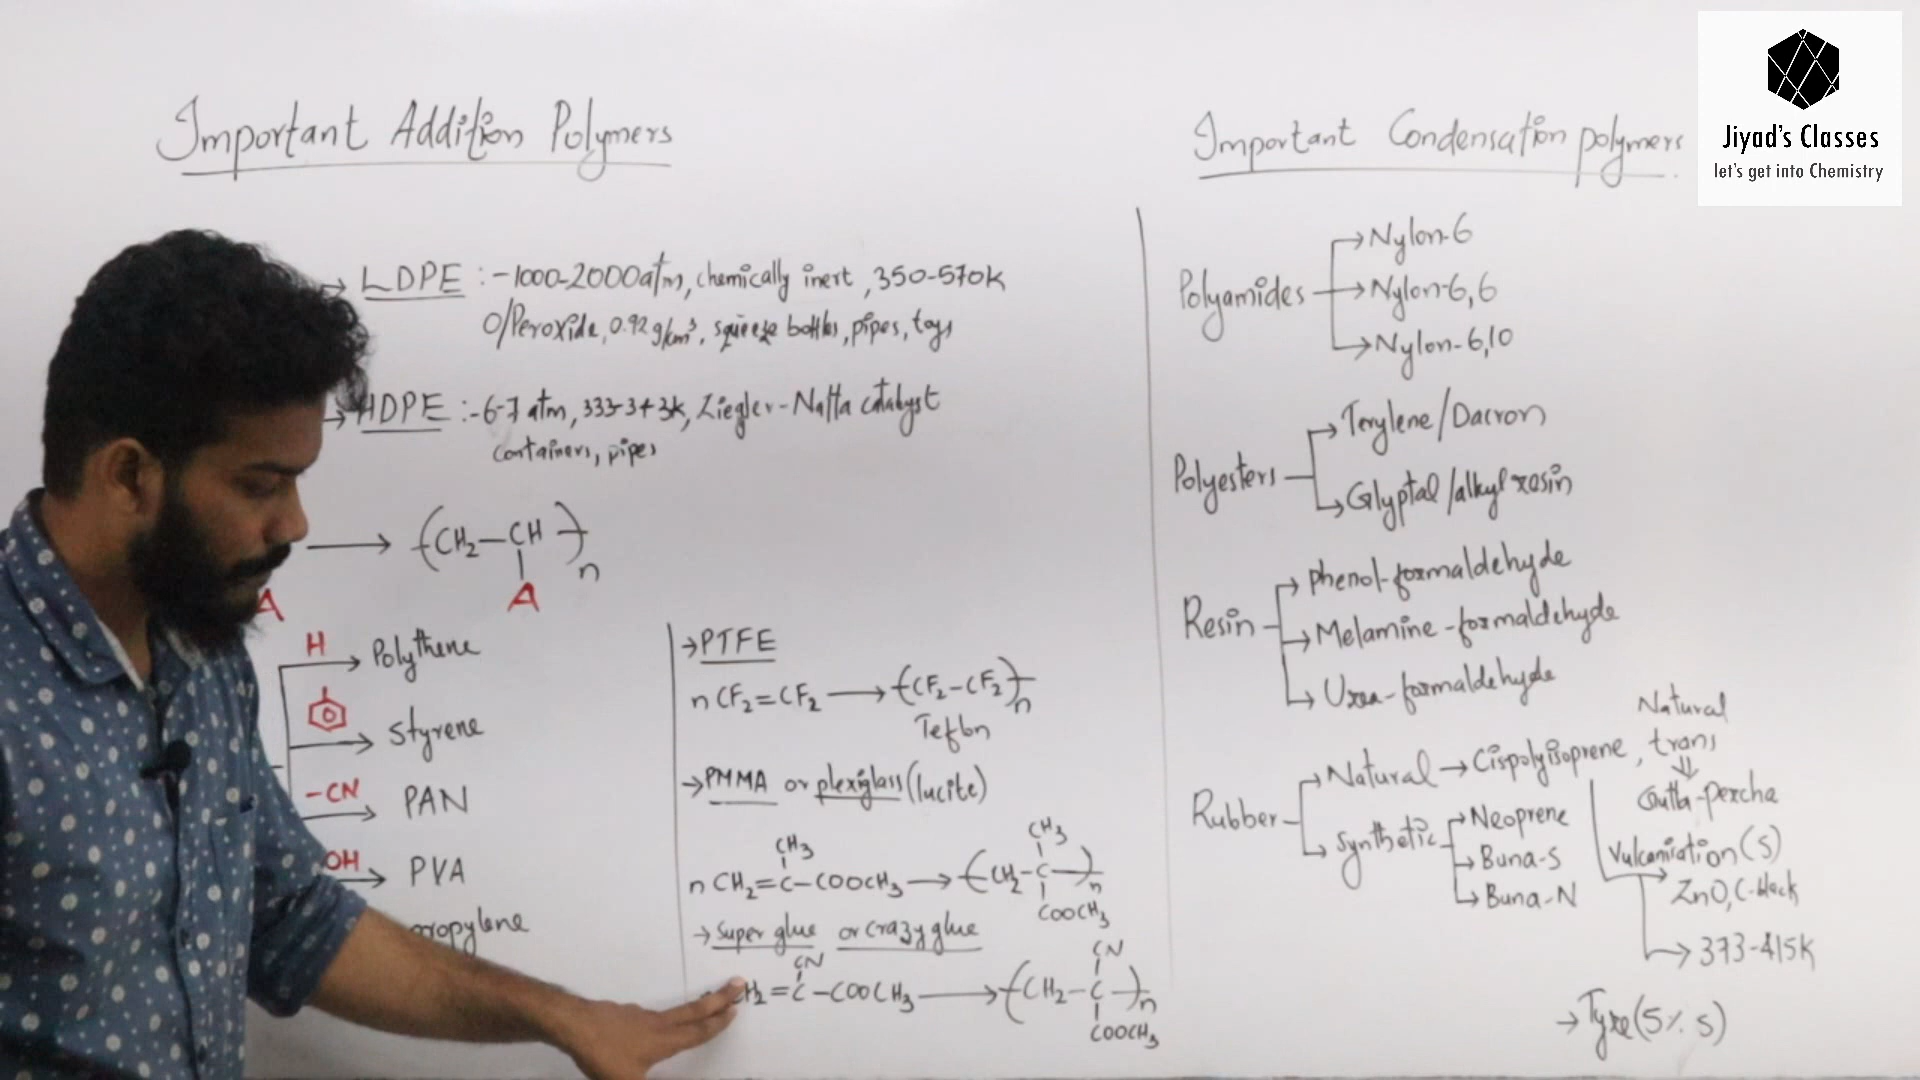 Jiyad's Classes
let's get into Chemistry
Important Addition Polymers
→ LDPE : - 1000-2000 atm, chemically inert, 350-570K
O/Peroxide, 0.92 g/cm³, squeeze bottles, pipes, toys
→ HDPE : - 6-7 atm, 333-343K, Ziegler-Natta catalyst
containers, pipes
→ (CH₂-CH)n
A
A
H → Polythene
→ Styrene
-CN → PAN
OH → PVA
propylene
→ PTFE
nCF₂=CF₂ → (CF₂-CF₂)n
Teflon
→ PMMA or plexiglass (lucite)
CH₃
CH₃
nCH₂=C-COOCH₃ → (CH₂-C-)n
COOCH₃
→ Super glue or crazy glue
CN
CN
CH₂=C-COOCH₃ → (CH₂-C-)n
COOCH₃
Important Condensation polymers
Polyamides
→ Nylon-6
→ Nylon-6,6
→ Nylon-6,10
Polyesters
→ Terylene/Dacron
→ Glyptal/alkyl resin
Resin
→ phenol-formaldehyde
→ Melamine-formaldehyde
→ Urea-formaldehyde
Rubber
→ Natural → Cispolyisoprene,
Natural
trans
⇓
Gutta-percha
→ Synthetic
→ Neoprene
→ Buna-S
→ Buna-N
Vulcanisation (S)
→ ZnO, C-black
→ 373-415K
→ Tyre (5% S)